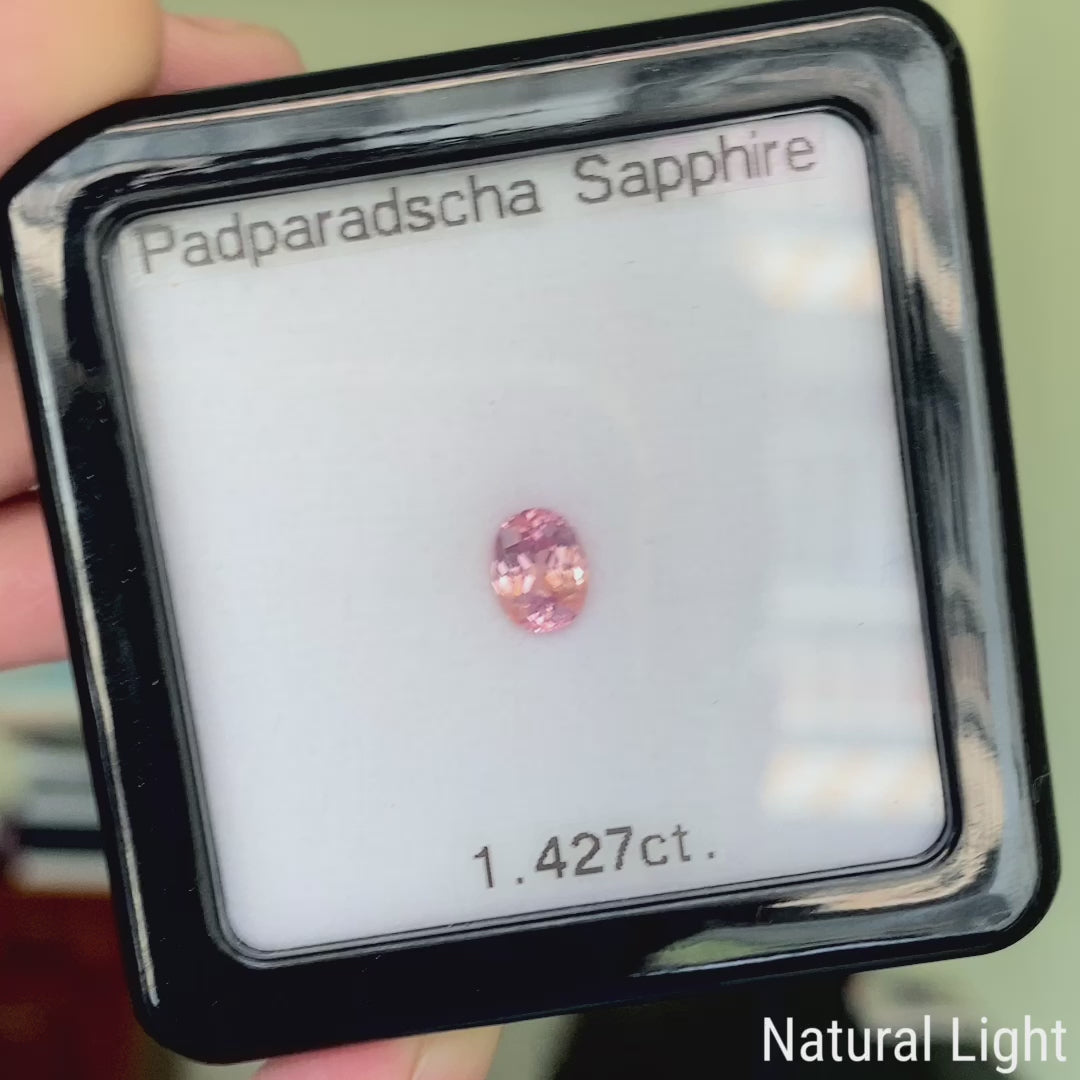 Padparadscha Sapphire
1.427ct.
Natural Light